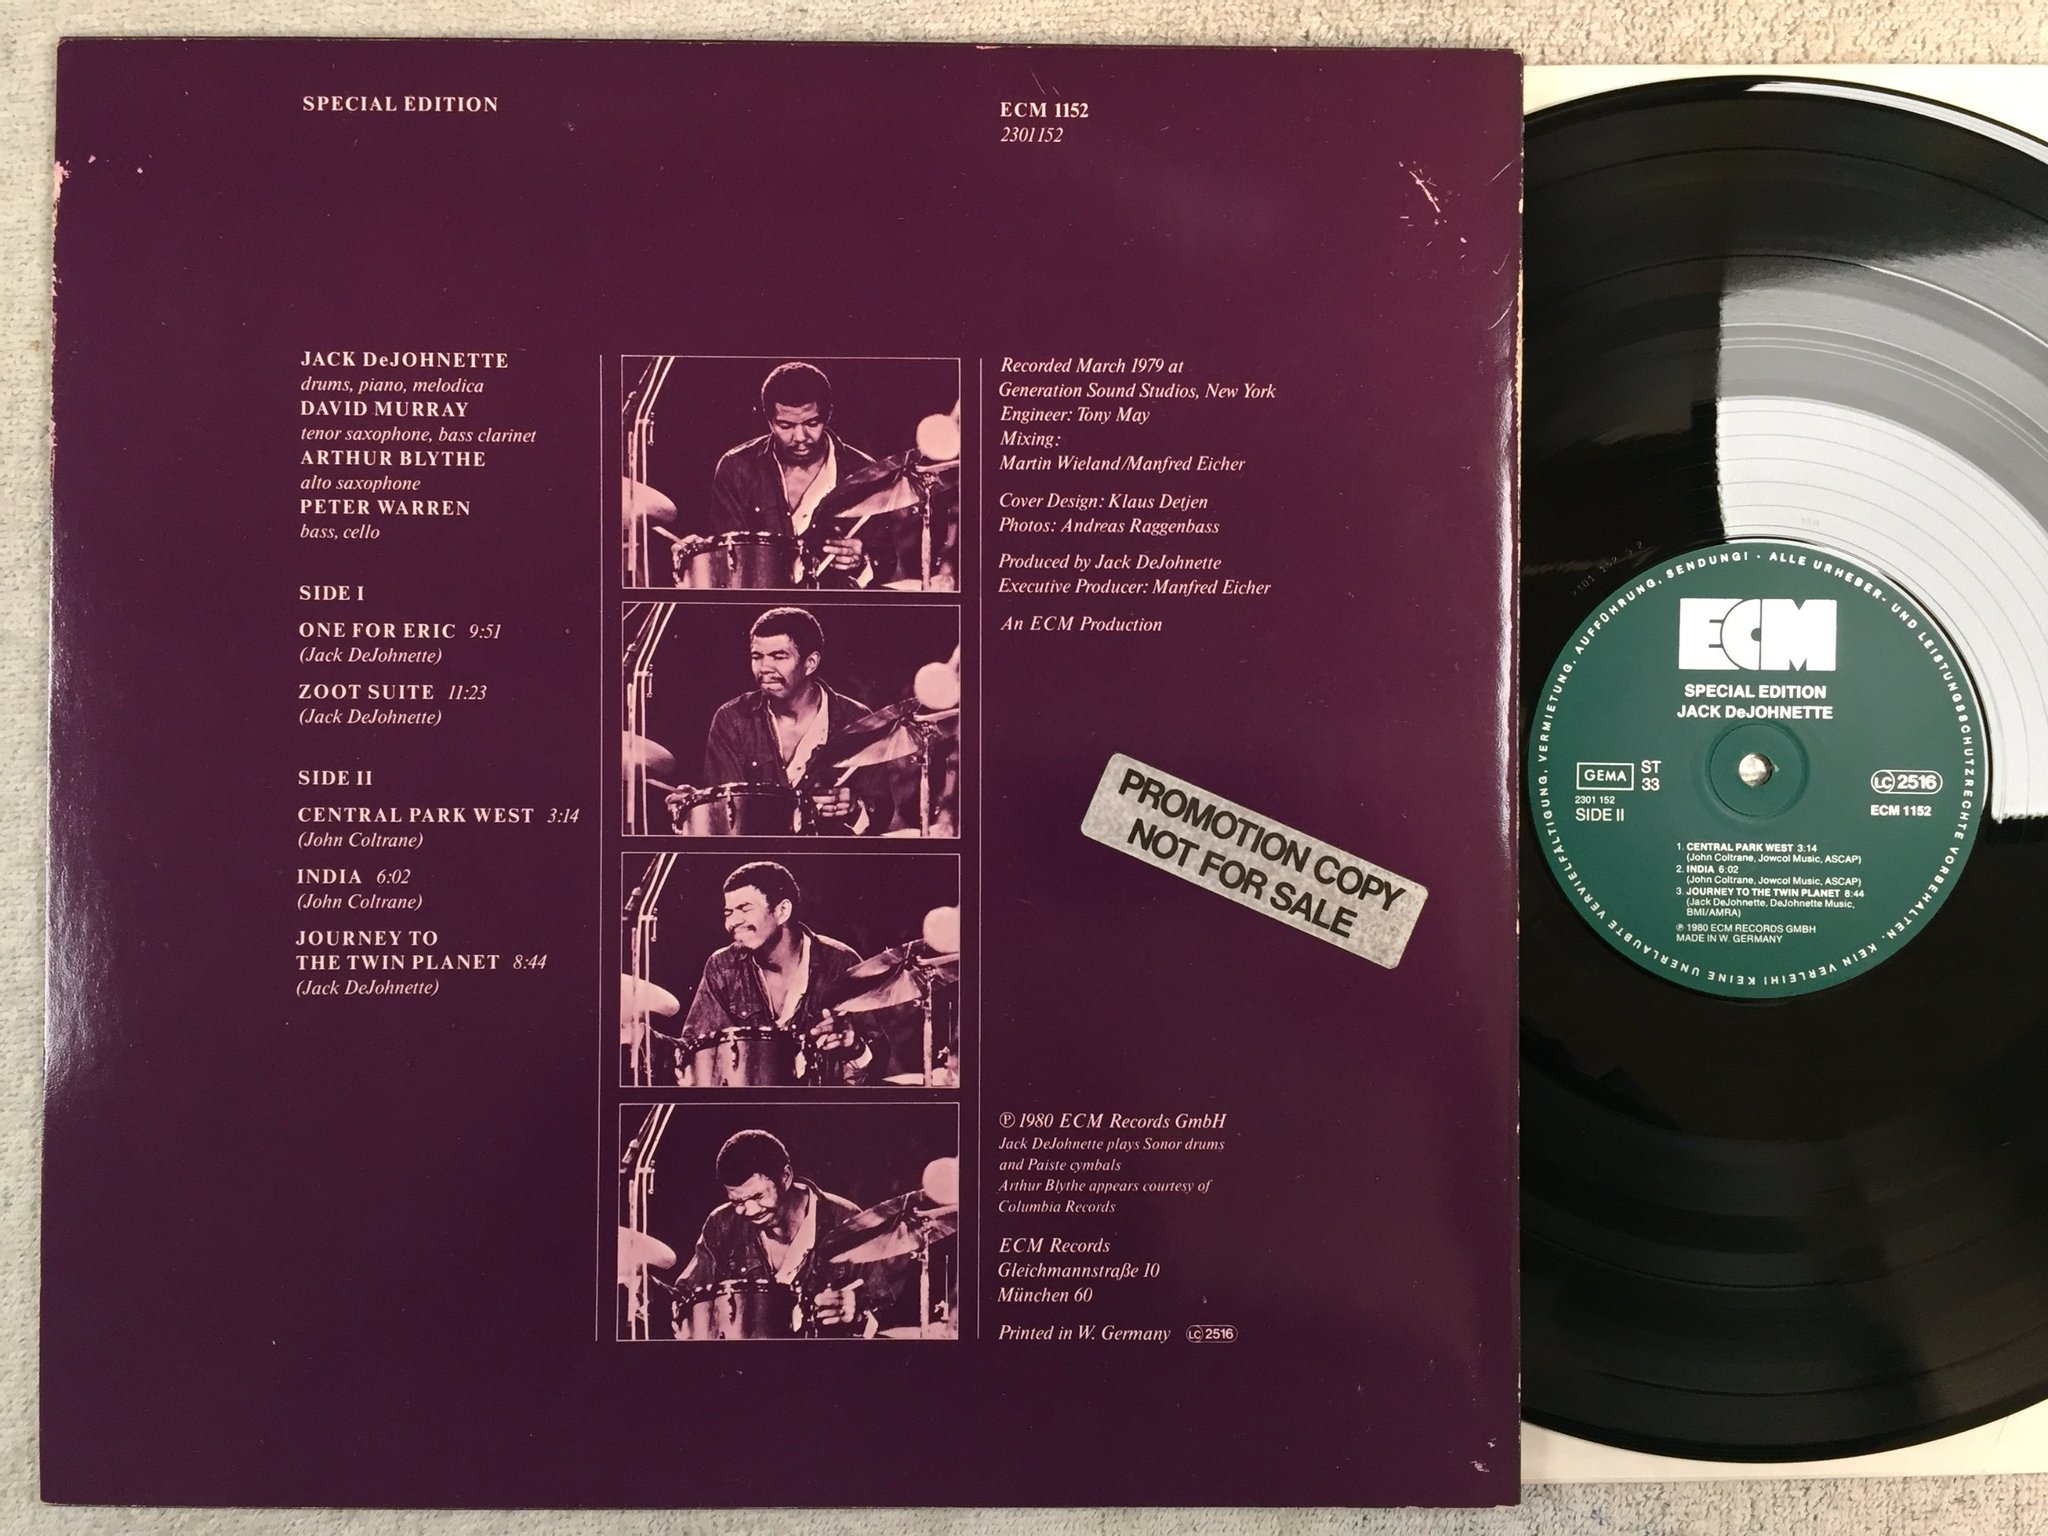 SPECIAL EDITION
ECM 1152
2301152
JACK DeJOHNETTE
drums, piano, melodica
DAVID MURRAY
tenor saxophone, bass clarinet
ARTHUR BLYTHE
alto saxophone
PETER WARREN
bass, cello
SIDE I
ONE FOR ERIC 9:51
(Jack DeJohnette)
ZOOT SUITE 11:23
(Jack DeJohnette)
SIDE II
CENTRAL PARK WEST 3:14
(John Coltrane)
INDIA 6:02
(John Coltrane)
JOURNEY TO
THE TWIN PLANET 8:44
(Jack DeJohnette)
Recorded March 1979 at
Generation Sound Studios, New York
Engineer: Tony May
Mixing:
Martin Wieland/Manfred Eicher
Cover Design: Klaus Detjen
Photos: Andreas Raggenbass
Produced by Jack DeJohnette
Executive Producer: Manfred Eicher
An ECM Production
PROMOTION COPY
NOT FOR SALE
℗ 1980 ECM Records GmbH
Jack DeJohnette plays Sonor drums
and Paiste cymbals
Arthur Blythe appears courtesy of
Columbia Records
ECM Records
Gleichmannstraße 10
München 60
Printed in W. Germany LC 2516
ALLE URHEBER- UND LEISTUNGSSCHUTZRECHTE VORBEHALTEN. KEIN VERLEIH! KEINE UNERLAUBTE VERVIELFÄLTIGUNG, VERMIETUNG, AUFFÜHRUNG, SENDUNG! ·
ECM
SPECIAL EDITION
JACK DeJOHNETTE
GEMA ST
33
2301 152
SIDE II
LC 2516
ECM 1152
1. CENTRAL PARK WEST 3:14
(John Coltrane, Jowcol Music, ASCAP)
2. INDIA 6:02
(John Coltrane, Jowcol Music, ASCAP)
3. JOURNEY TO THE TWIN PLANET 8:44
(Jack DeJohnette, DeJohnette Music,
BMI/AMRA)
℗ 1980 ECM RECORDS GMBH
MADE IN W. GERMANY